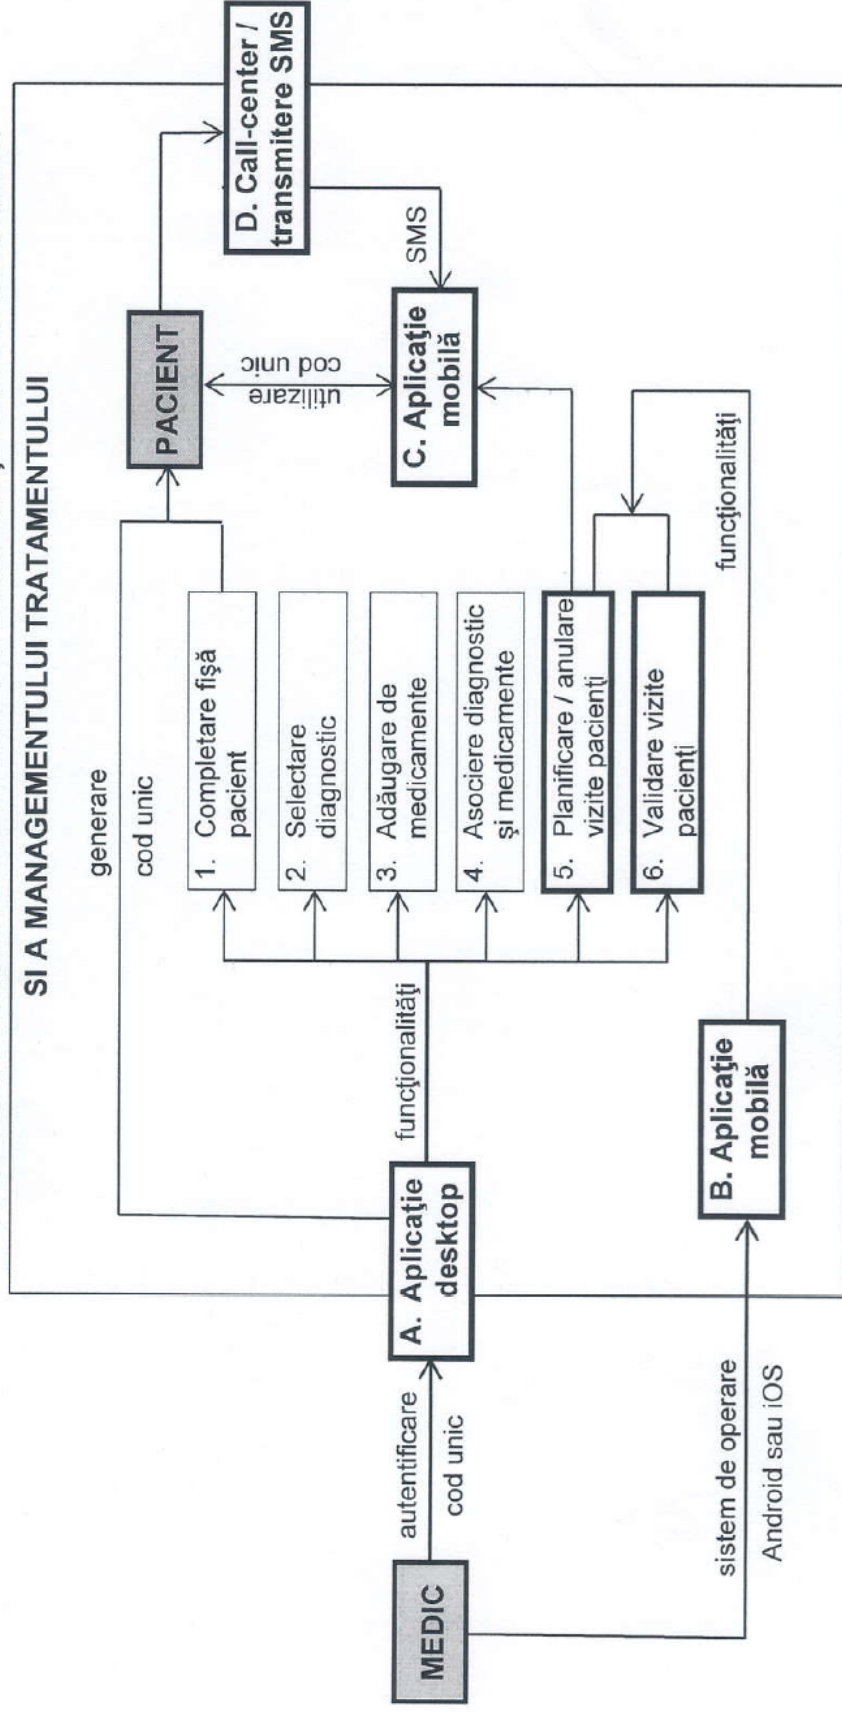 SI A MANAGEMENTULUI TRATAMENTULUI
MEDIC
autentificare
cod unic
sistem de operare
Android sau iOS
A. Aplicaţie
desktop
B. Aplicaţie
mobilă
generare
cod unic
funcţionalităţi
1. Completare fişă
pacient
2. Selectare
diagnostic
3. Adăugare de
medicamente
4. Asociere diagnostic
şi medicamente
5. Planificare / anulare
vizite pacienţi
6. Validare vizite
pacienţi
funcţionalităţi
PACIENT
utilizare
cod unic
C. Aplicaţie
mobilă
SMS
D. Call-center /
transmitere SMS